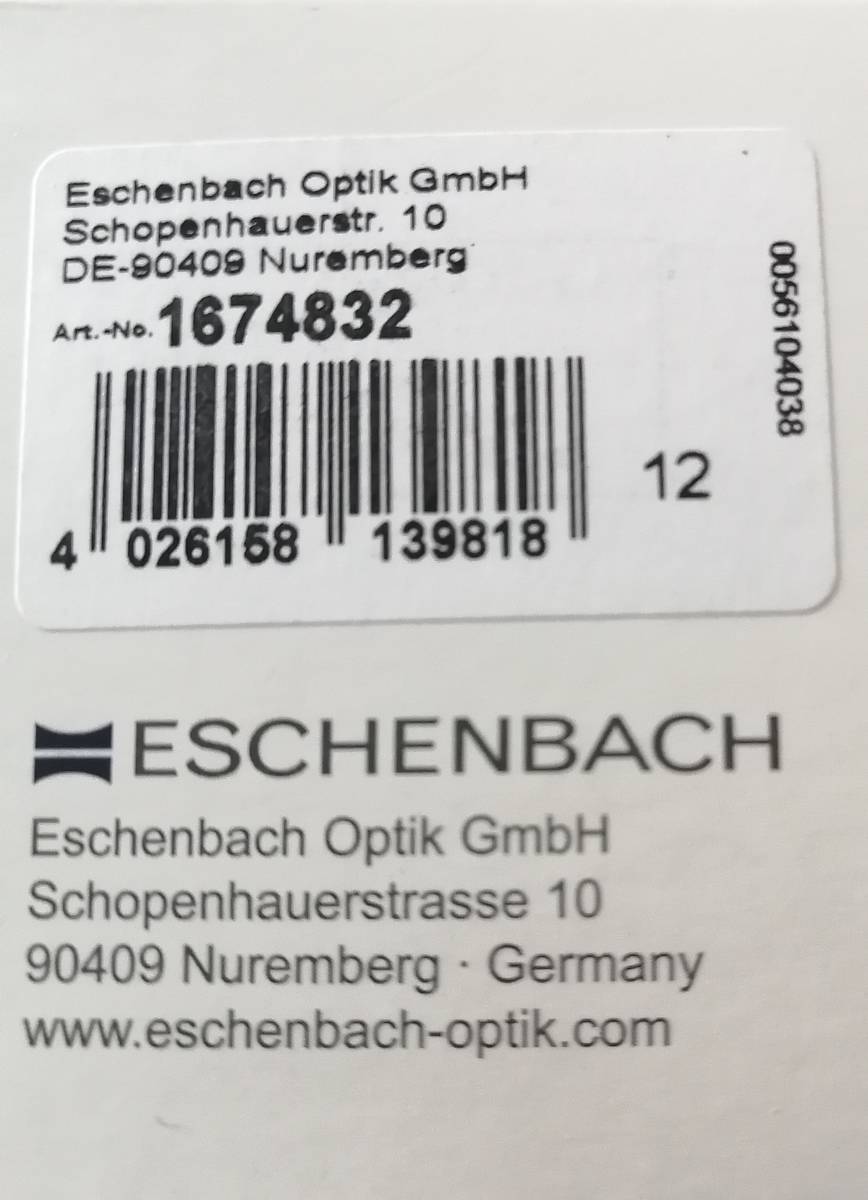 Eschenbach Optik GmbH
Schopenhauerstr. 10
DE-90409 Nuremberg
Art.-No. 1674832
4 026158 139818
12
0056104038
ESCHENBACH
Eschenbach Optik GmbH
Schopenhauerstrasse 10
90409 Nuremberg · Germany
www.eschenbach-optik.com